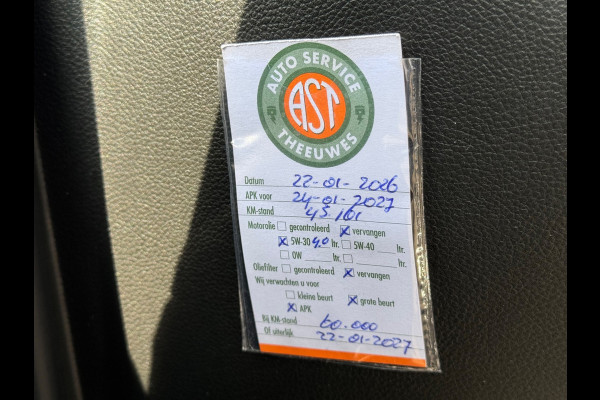 AUTO SERVICE
AST
THEEUWES
Datum 22-01-2026
APK voor 24-01-2027
KM-stand 45.101
Motorolie gecontroleerd vervangen
5W-30 4,0 ltr. 5W-40 ltr.
0W ltr. ltr.
Oliefilter gecontroleerd vervangen
Wij verwachten u voor
kleine beurt grote beurt
APK
Bij KM-stand 60.000
Of uiterlijk 22-01-2027